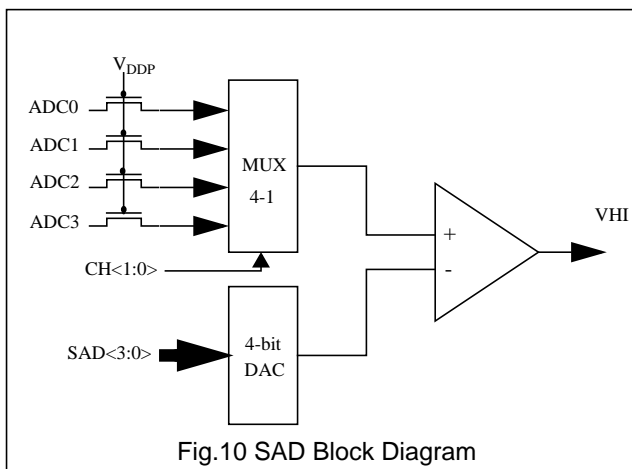 VDDP
ADC0
ADC1
ADC2
ADC3
MUX
4-1
CH<1:0>
+
-
VHI
SAD<3:0>
4-bit
DAC
Fig.10 SAD Block Diagram